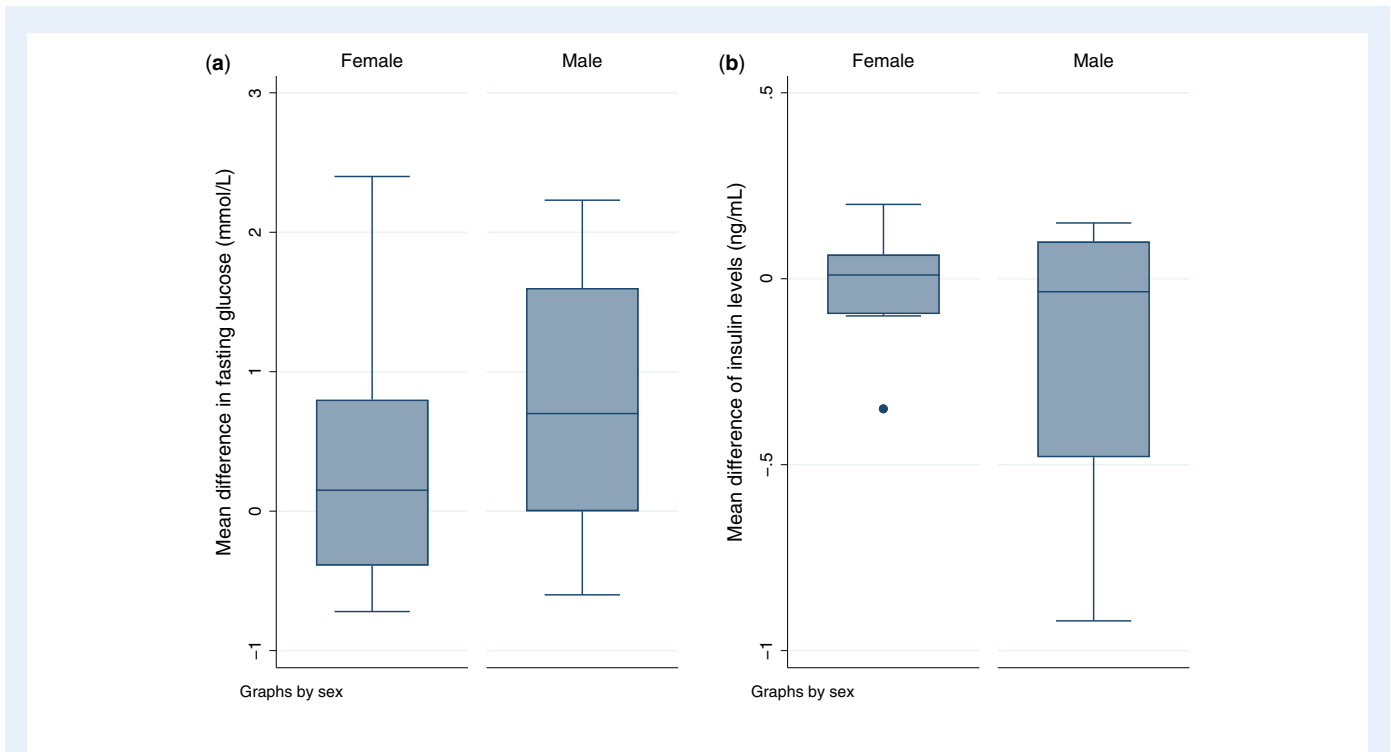 (a)
Female
Male
Mean difference in fasting glucose (mmol/L)
3
2
1
0
−1
Graphs by sex
(b)
Female
Male
Mean difference of insulin levels (ng/mL)
.5
0
−.5
−1
Graphs by sex